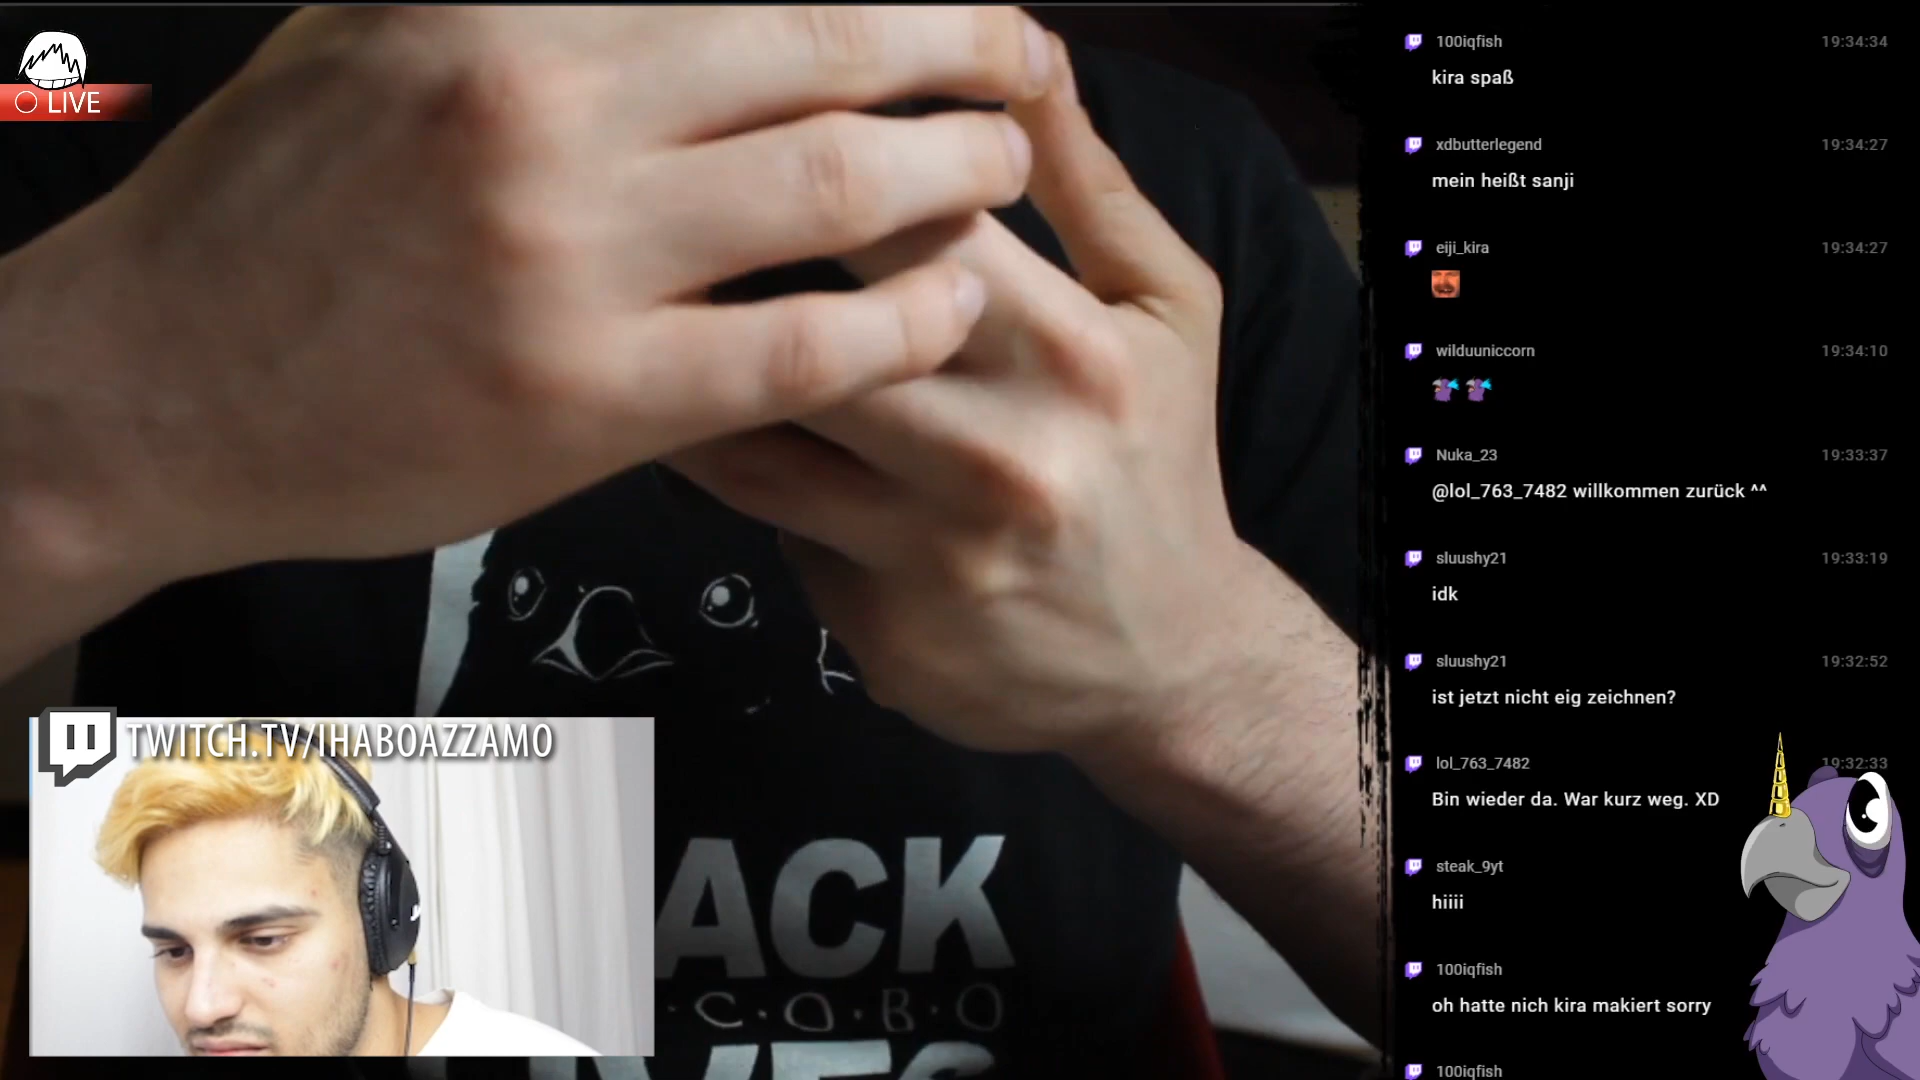 LIVE
TWITCH.TV/IHABOAZZAMO
ACK
C.O.B.O
100iqfish 19:34:34
kira spaß
xdbutterlegend 19:34:27
mein heißt sanji
eiji_kira 19:34:27
wilduuniccorn 19:34:10
Nuka_23 19:33:37
@lol_763_7482 willkommen zurück ^^
sluushy21 19:33:19
idk
sluushy21 19:32:52
ist jetzt nicht eig zeichnen?
lol_763_7482 19:32:33
Bin wieder da. War kurz weg. XD
steak_9yt
hiiii
100iqfish
oh hatte nich kira makiert sorry
100iqfish